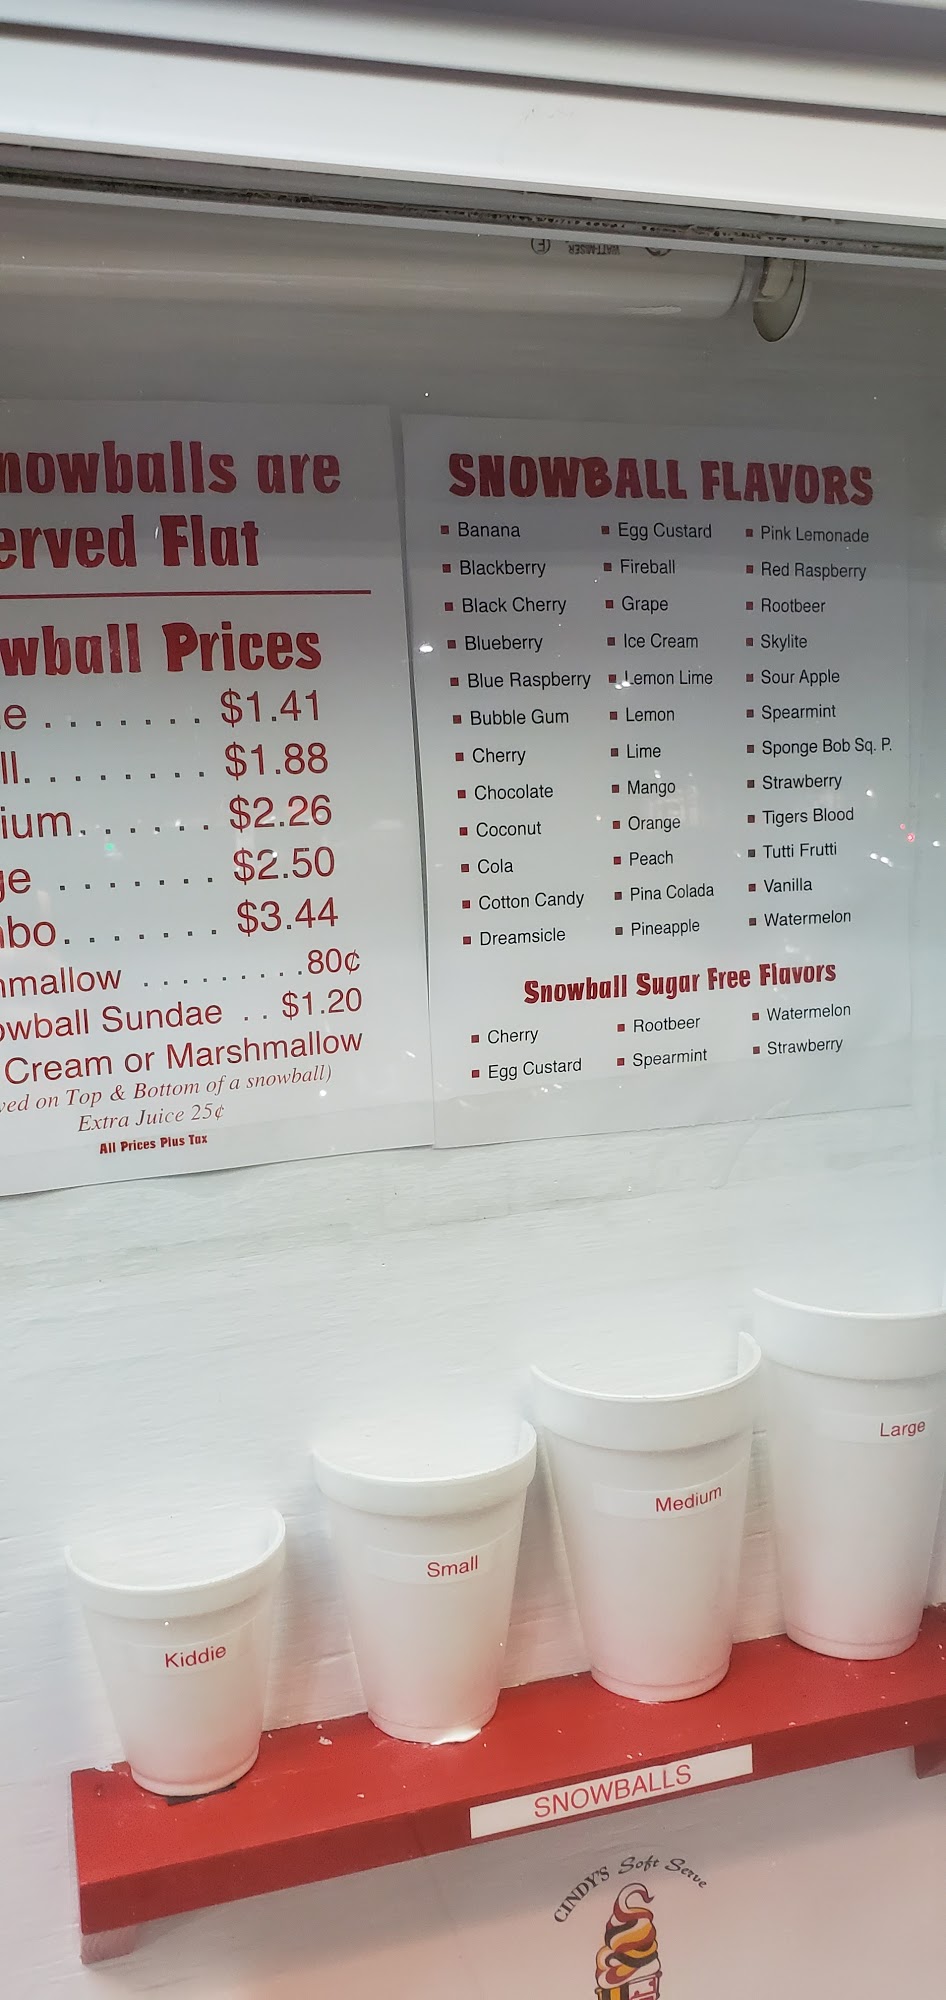 WATT-MISER
(E)
nowballs are
erved Flat
wball Prices
e . . . . . . . $1.41
ll. . . . . . . . $1.88
ium. . . . . . $2.26
ge . . . . . . . $2.50
nbo. . . . . . . $3.44
hmallow . . . . . . . . .80¢
owball Sundae . . $1.20
Cream or Marshmallow
ved on Top & Bottom of a snowball)
Extra Juice 25¢
All Prices Plus Tax
SNOWBALL FLAVORS
Banana
Blackberry
Black Cherry
Blueberry
Blue Raspberry
Bubble Gum
Cherry
Chocolate
Coconut
Cola
Cotton Candy
Dreamsicle
Egg Custard
Fireball
Grape
Ice Cream
Lemon Lime
Lemon
Lime
Mango
Orange
Peach
Pina Colada
Pineapple
Pink Lemonade
Red Raspberry
Rootbeer
Skylite
Sour Apple
Spearmint
Sponge Bob Sq. P.
Strawberry
Tigers Blood
Tutti Frutti
Vanilla
Watermelon
Snowball Sugar Free Flavors
Cherry
Egg Custard
Rootbeer
Spearmint
Watermelon
Strawberry
Kiddie
Small
Medium
Large
SNOWBALLS
CINDY'S Soft Serve